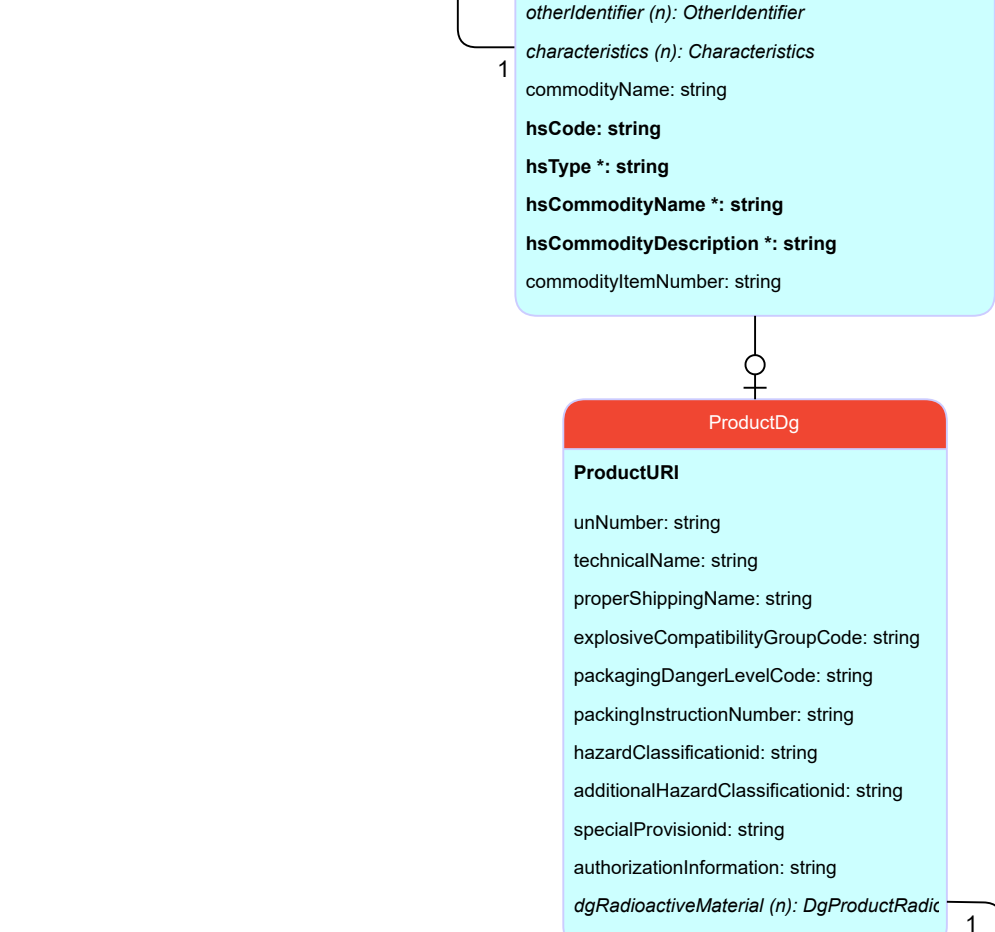 otherIdentifier (n): OtherIdentifier
characteristics (n): Characteristics
1
commodityName: string
hsCode: string
hsType *: string
hsCommodityName *: string
hsCommodityDescription *: string
commodityItemNumber: string
ProductDg
ProductURI
unNumber: string
technicalName: string
properShippingName: string
explosiveCompatibilityGroupCode: string
packagingDangerLevelCode: string
packingInstructionNumber: string
hazardClassificationid: string
additionalHazardClassificationid: string
specialProvisionid: string
authorizationInformation: string
dgRadioactiveMaterial (n):
1